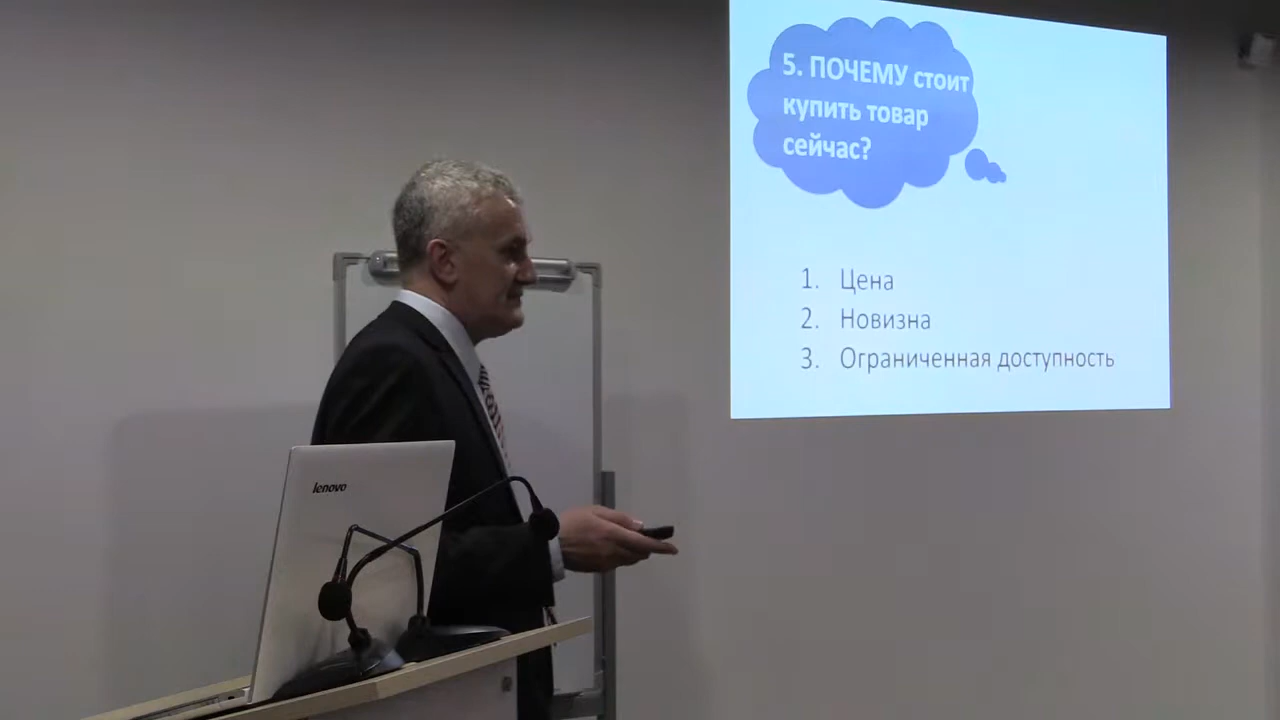 5. ПОЧЕМУ стоит
купить товар
сейчас?
1. Цена
2. Новизна
3. Ограниченная доступность
lenovo